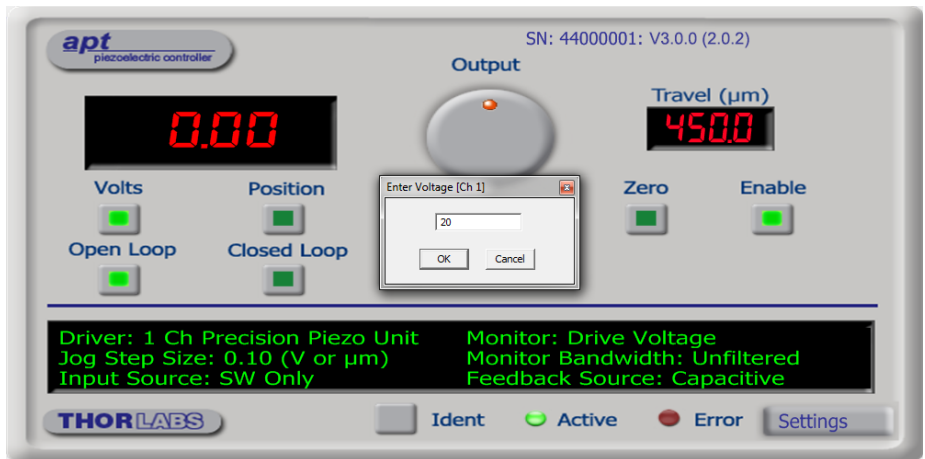 apt
piezoelectric controller
SN: 44000001: V3.0.0 (2.0.2)
Output
Travel (µm)
0.00
450.0
Volts
Position
Enter Voltage [Ch 1]
Zero
Enable
20
Open Loop
Closed Loop
OK
Cancel
Driver: 1 Ch Precision Piezo Unit
Monitor: Drive Voltage
Jog Step Size: 0.10 (V or µm)
Monitor Bandwidth: Unfiltered
Input Source: SW Only
Feedback Source: Capacitive
THORLABS
Ident
Active
Error
Settings